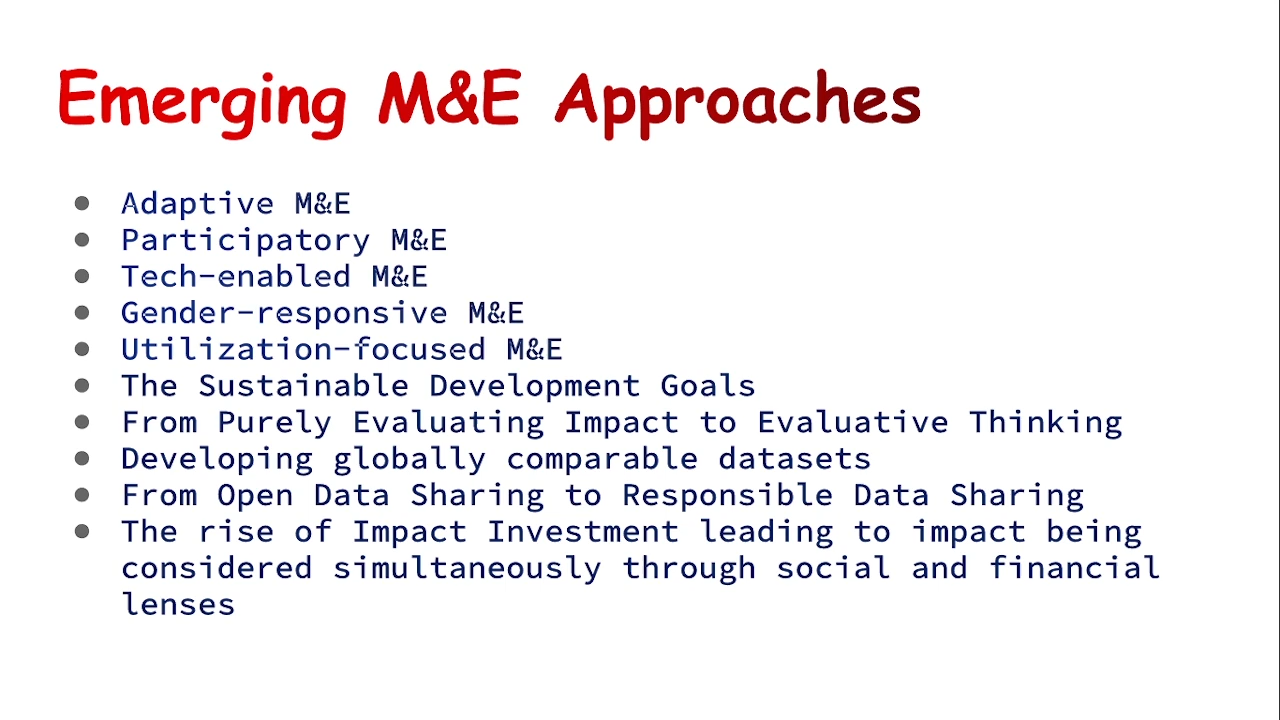 Emerging M&E Approaches
● Adaptive M&E
● Participatory M&E
● Tech-enabled M&E
● Gender-responsive M&E
● Utilization-focused M&E
● The Sustainable Development Goals
● From Purely Evaluating Impact to Evaluative Thinking
● Developing globally comparable datasets
● From Open Data Sharing to Responsible Data Sharing
● The rise of Impact Investment leading to impact being
considered simultaneously through social and financial
lenses